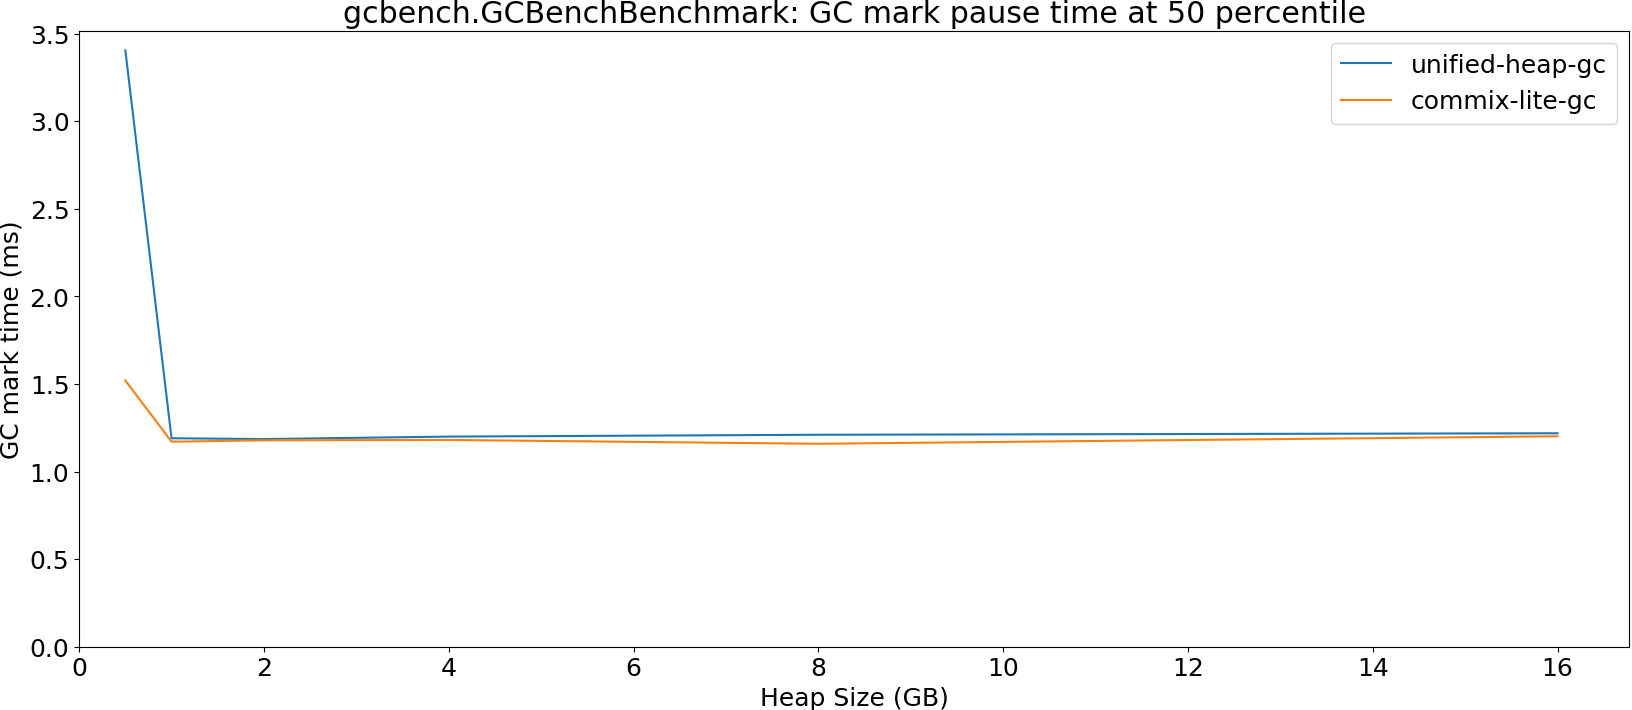 gcbench.GCBenchBenchmark: GC mark pause time at 50 percentile
3.5
3.0
2.5
2.0
1.5
1.0
0.5
0.0
GC mark time (ms)
unified-heap-gc
commix-lite-gc
0 2 4 6 8 10 12 14 16
Heap Size (GB)